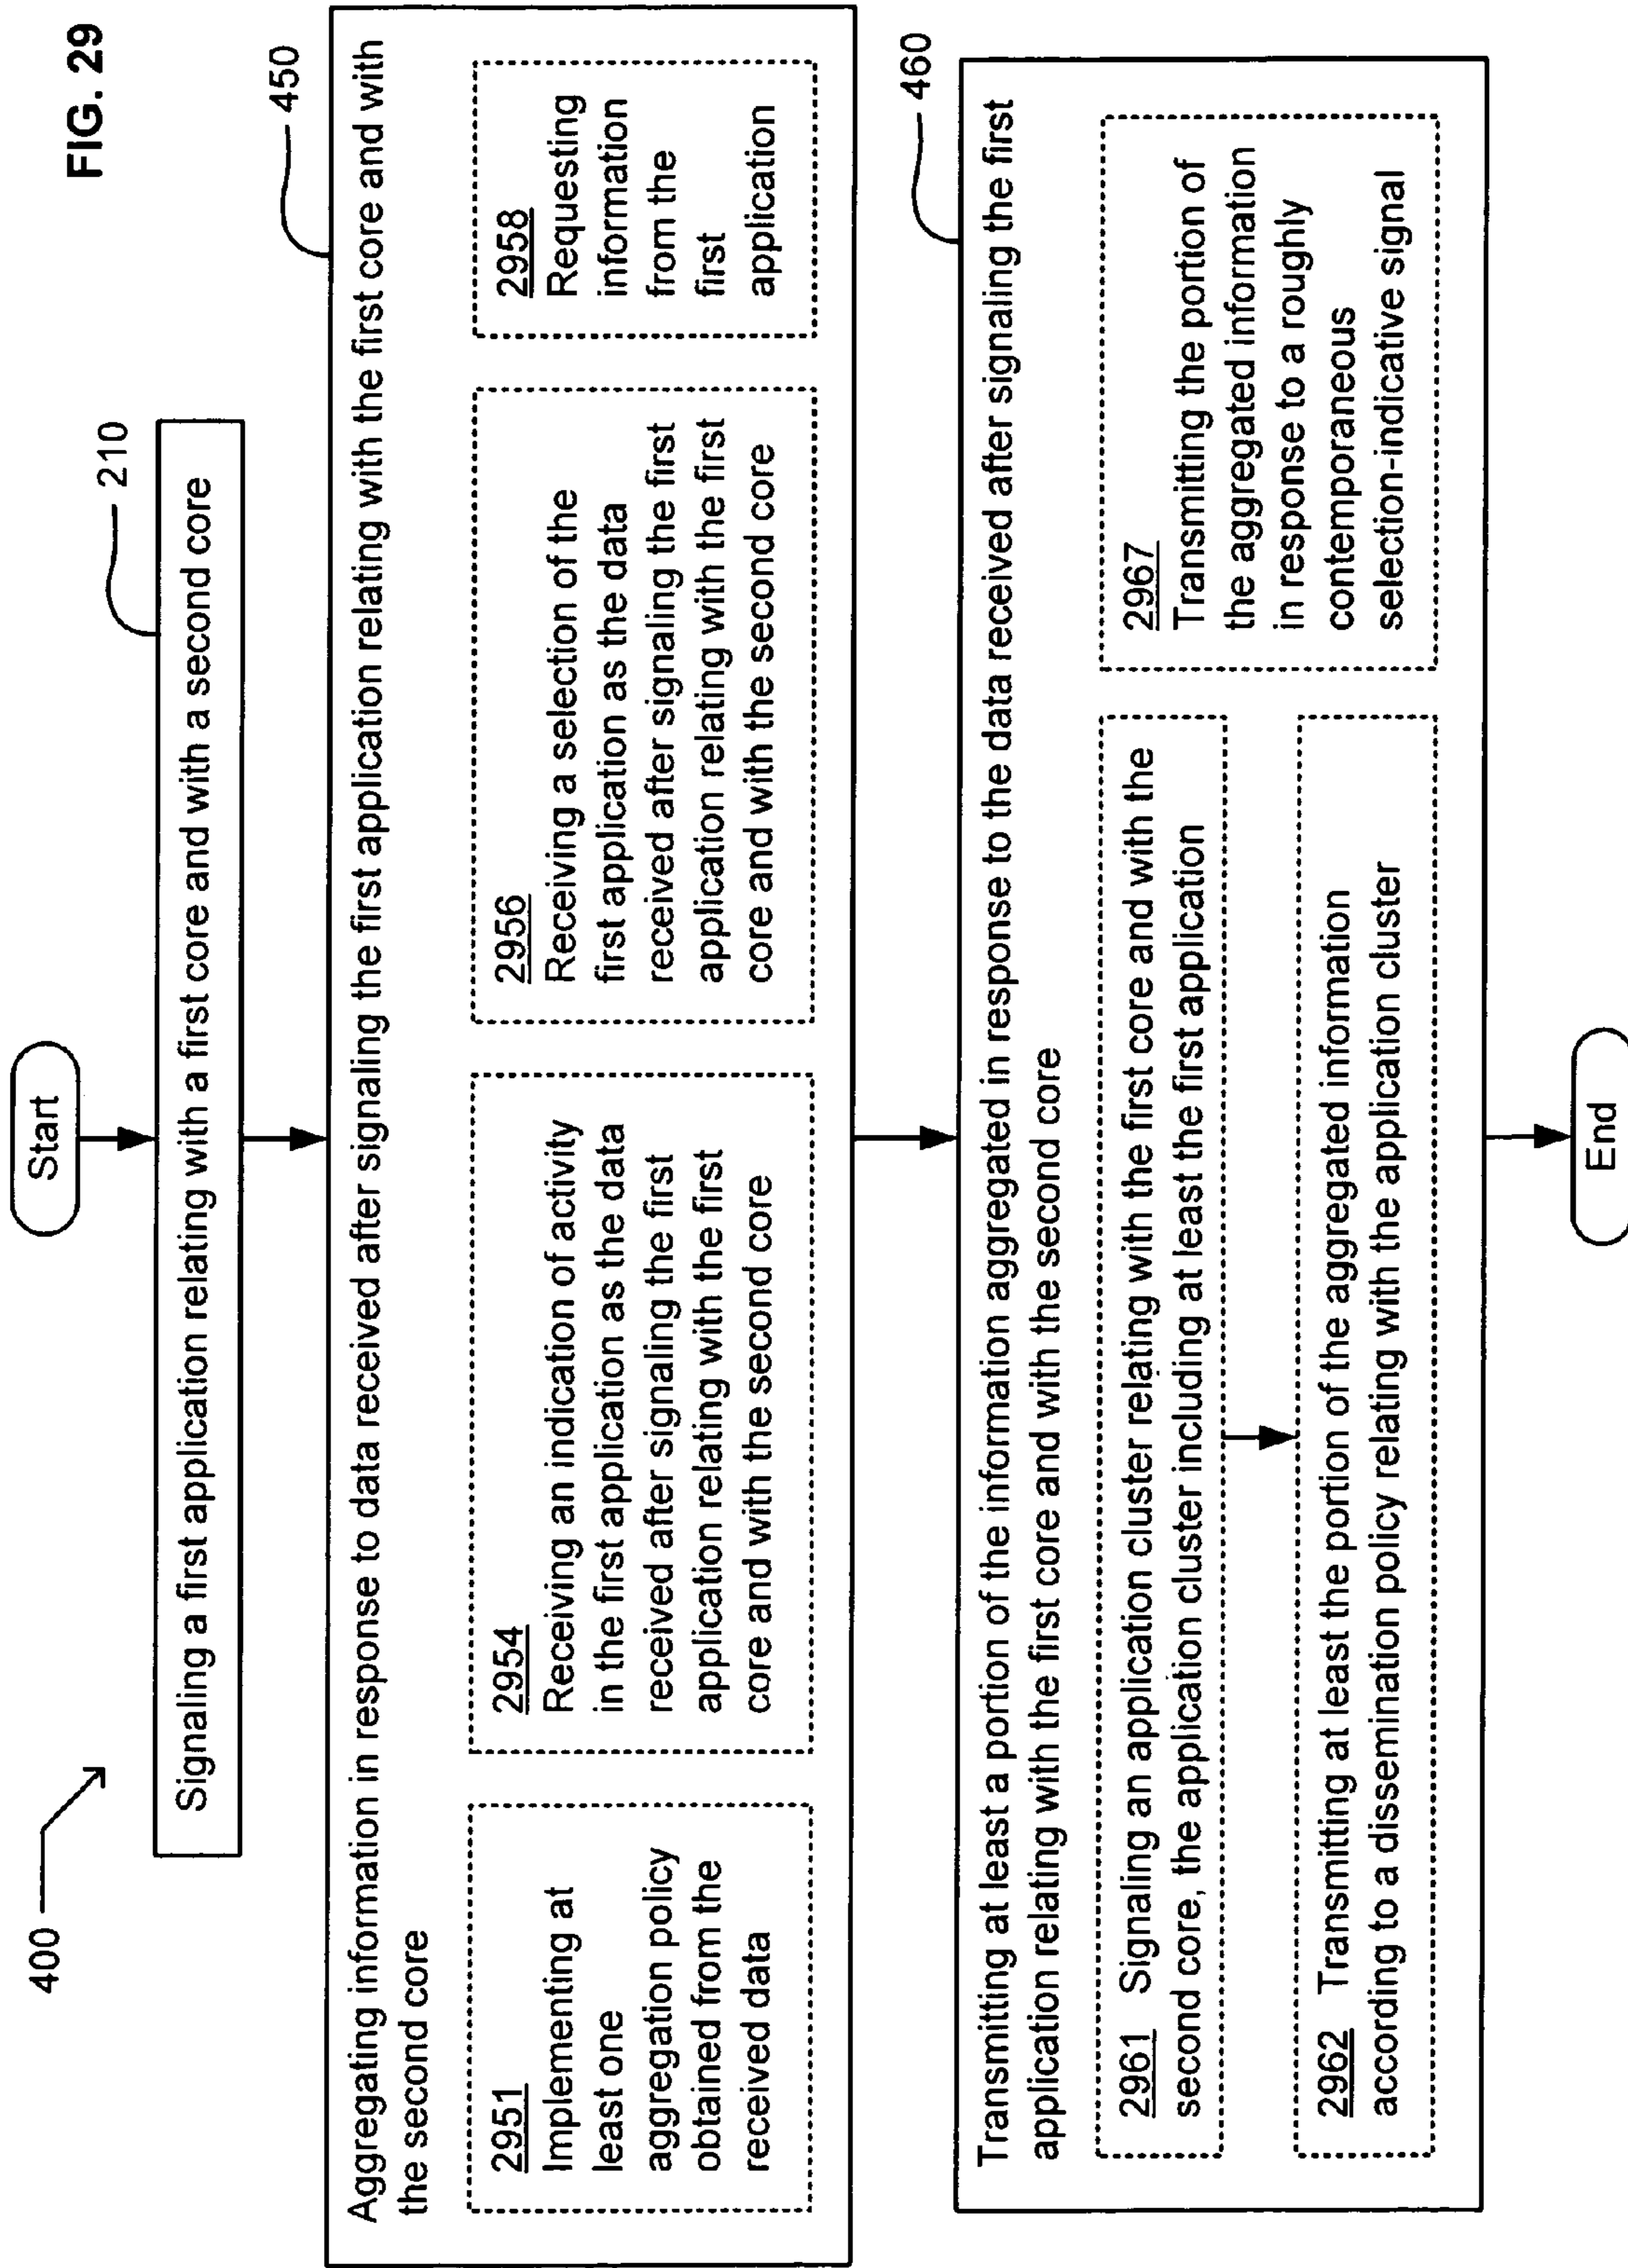 FIG. 29
400
Start
210
Signaling a first application relating with a first core and with a second core
450
Aggregating information in response to data received after signaling the first application relating with the first core and with
the second core
2951
Implementing at
least one
aggregation policy
obtained from the
received data
2954
Receiving an indication of activity
in the first application as the data
received after signaling the first
application relating with the first
core and with the second core
2956
Receiving a selection of the
first application as the data
received after signaling the first
application relating with the first
core and with the second core
2958
Requesting
information
from the
first
application
460
Transmitting at least a portion of the information aggregated in response to the data received after signaling the first
application relating with the first core and with the second core
2961 Signaling an application cluster relating with the first core and with the
second core, the application cluster including at least the first application
2962 Transmitting at least the portion of the aggregated information
according to a dissemination policy relating with the application cluster
2967
Transmitting the portion of
the aggregated information
in response to a roughly
contemporaneous
selection-indicative signal
End